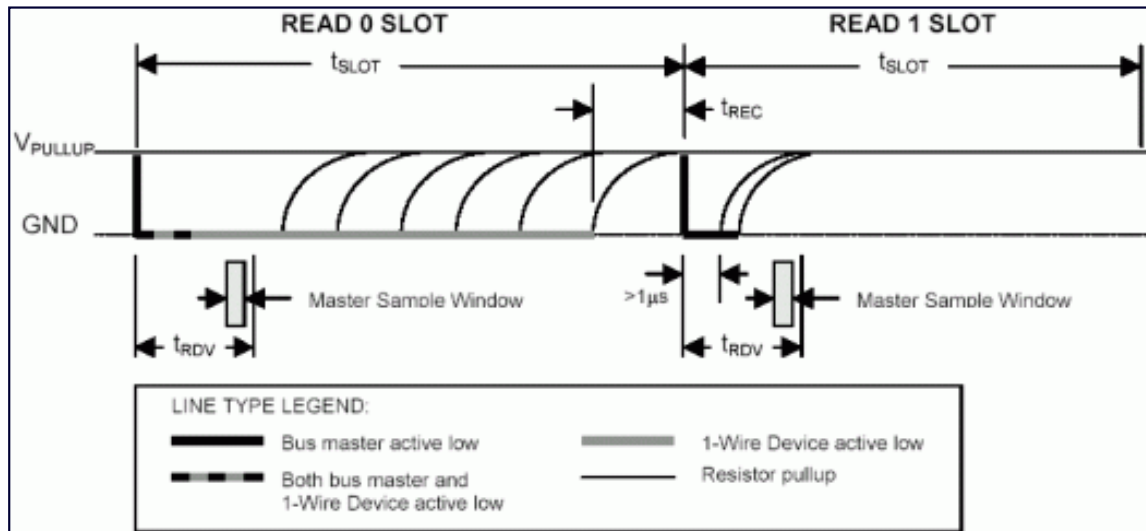 READ 0 SLOT READ 1 SLOT
tSLOT tSLOT
tREC
VPULLUP
GND
>1µs
Master Sample Window Master Sample Window
tRDV tRDV
LINE TYPE LEGEND:
Bus master active low 1-Wire Device active low
Both bus master and Resistor pullup
1-Wire Device active low